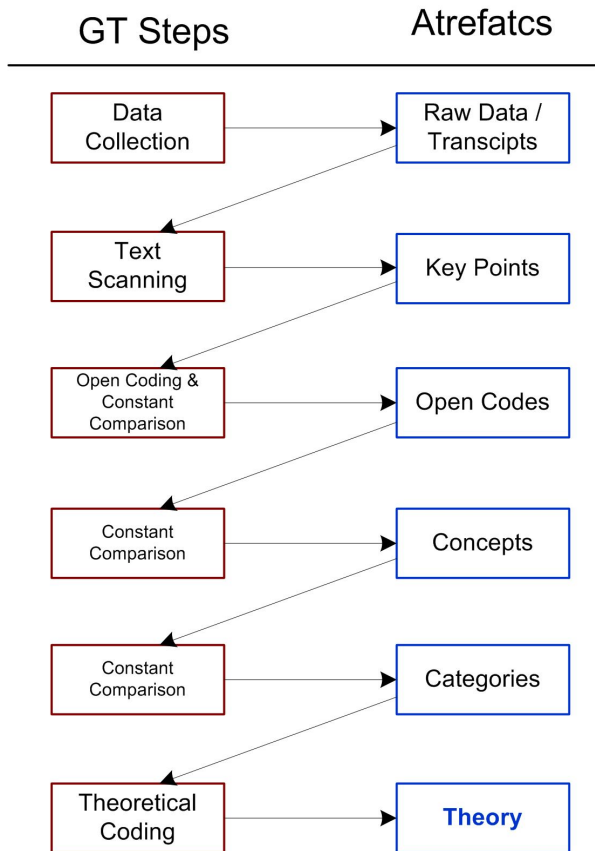 GT Steps
Atrefatcs
Data
Collection
Raw Data /
Transcipts
Text
Scanning
Key Points
Open Coding &
Constant
Comparison
Open Codes
Constant
Comparison
Concepts
Constant
Comparison
Categories
Theoretical
Coding
Theory